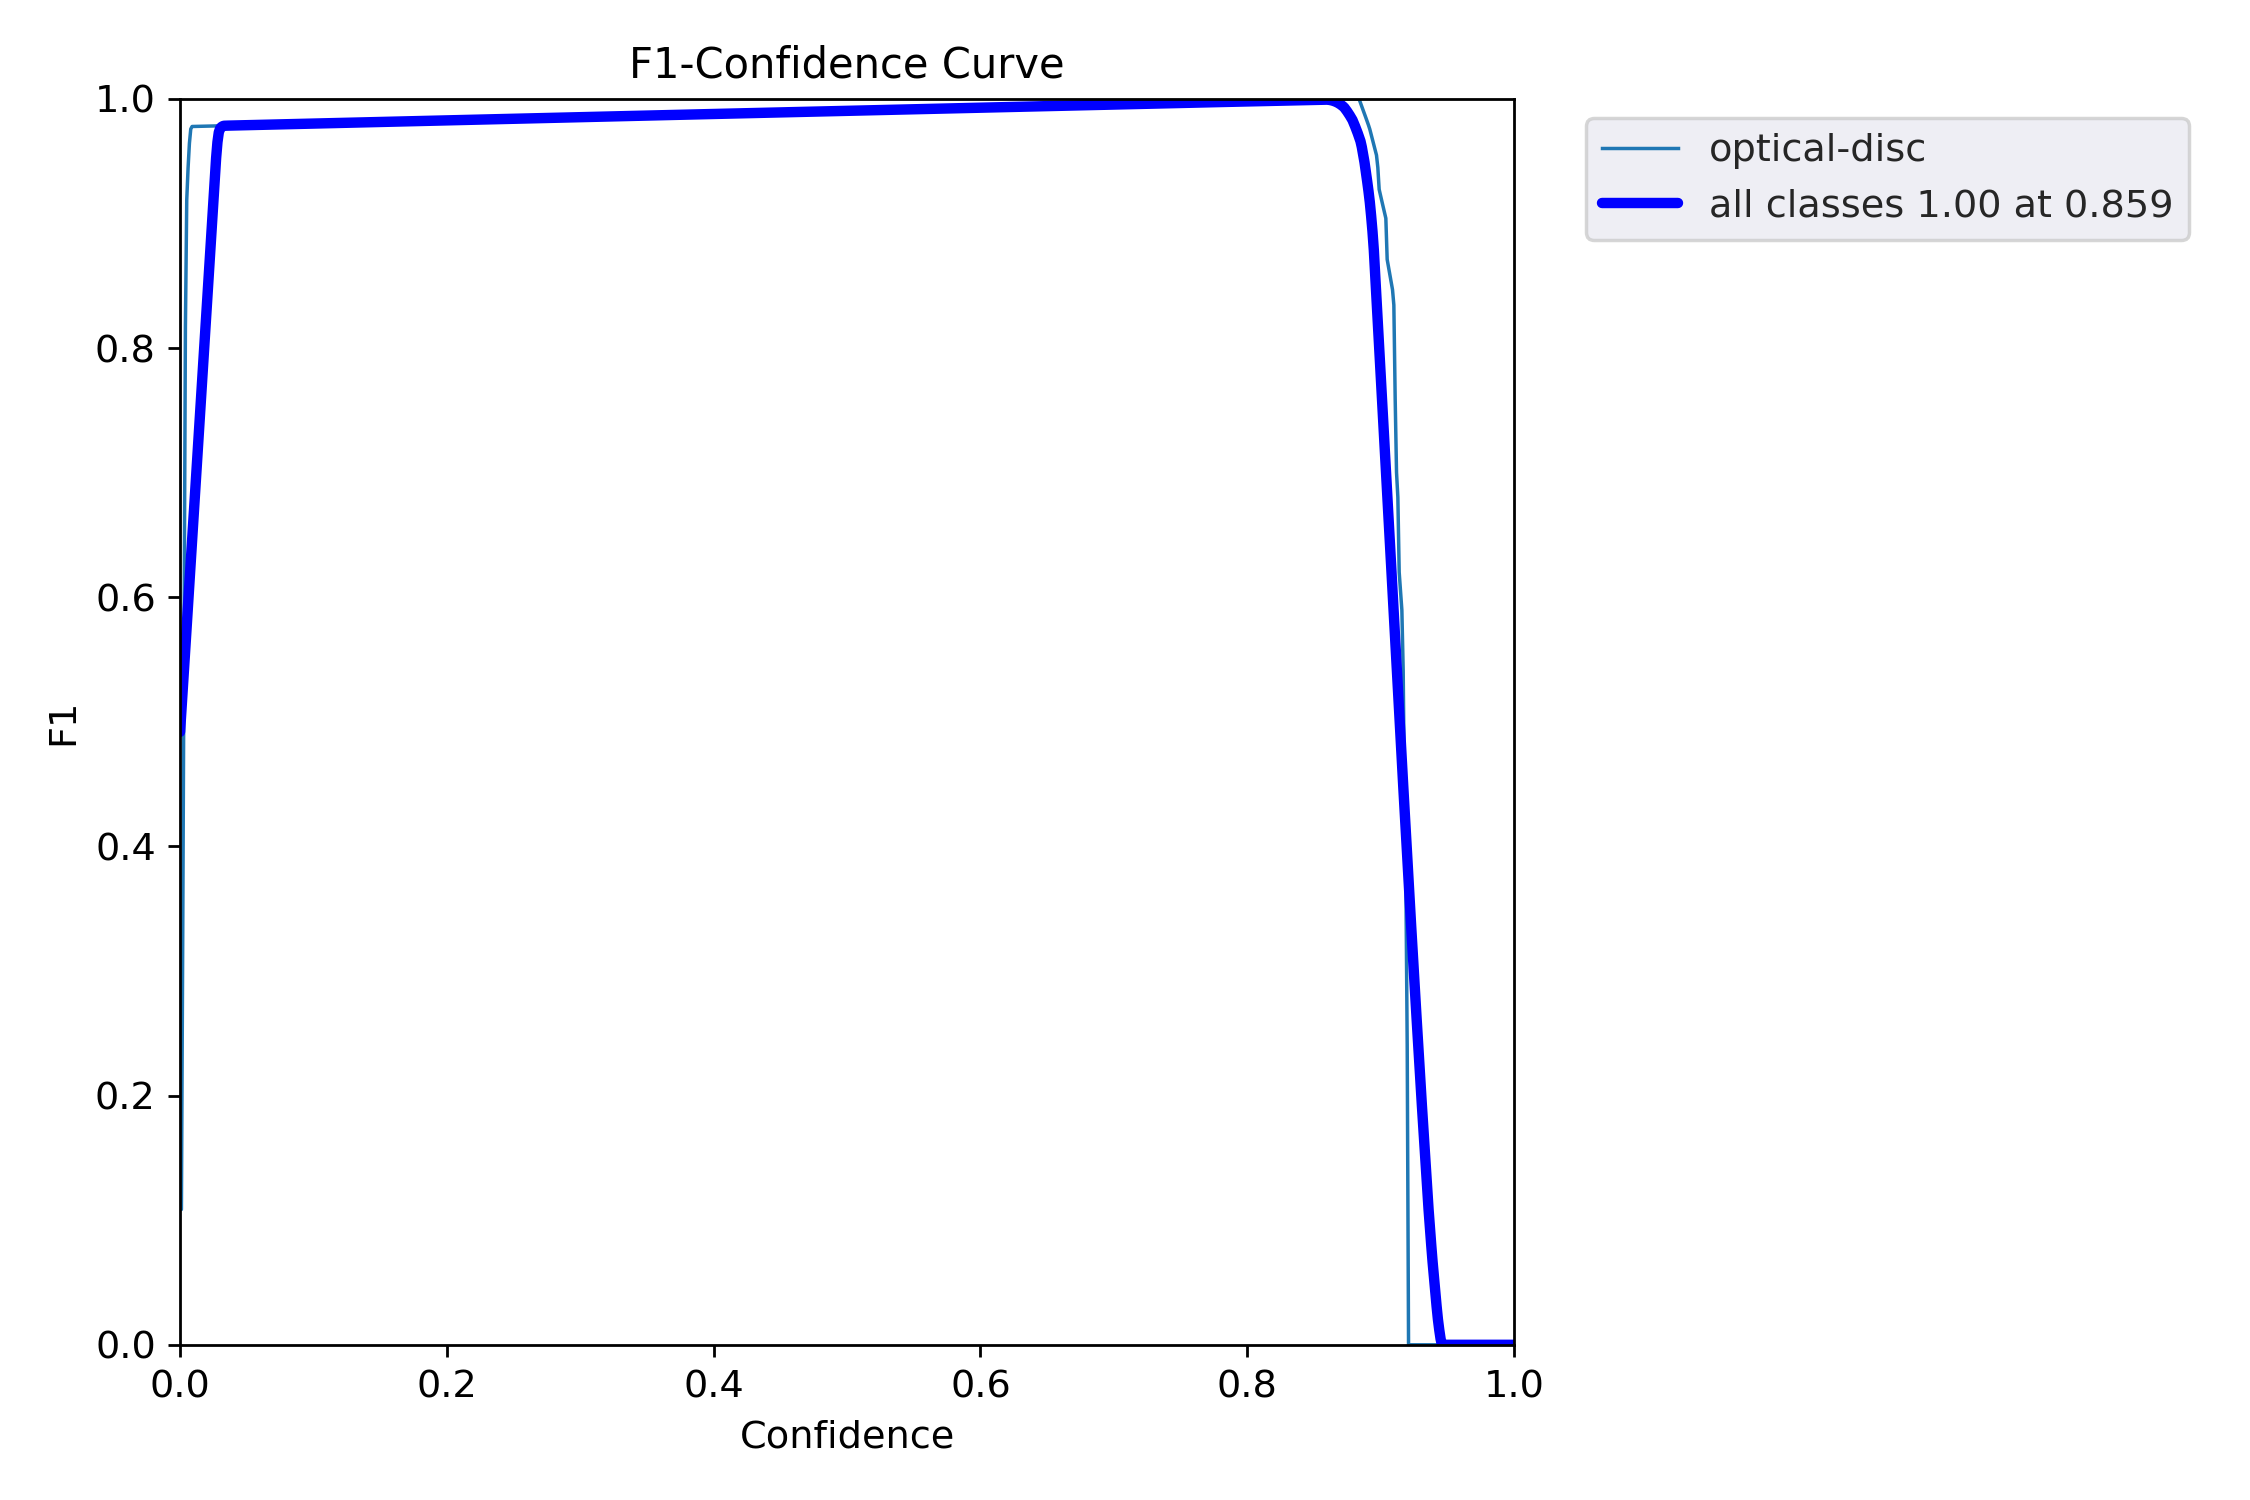 F1-Confidence Curve
1.0
0.8
0.6
0.4
0.2
0.0
F1
0.0 0.2 0.4 0.6 0.8 1.0
Confidence
optical-disc
all classes 1.00 at 0.859